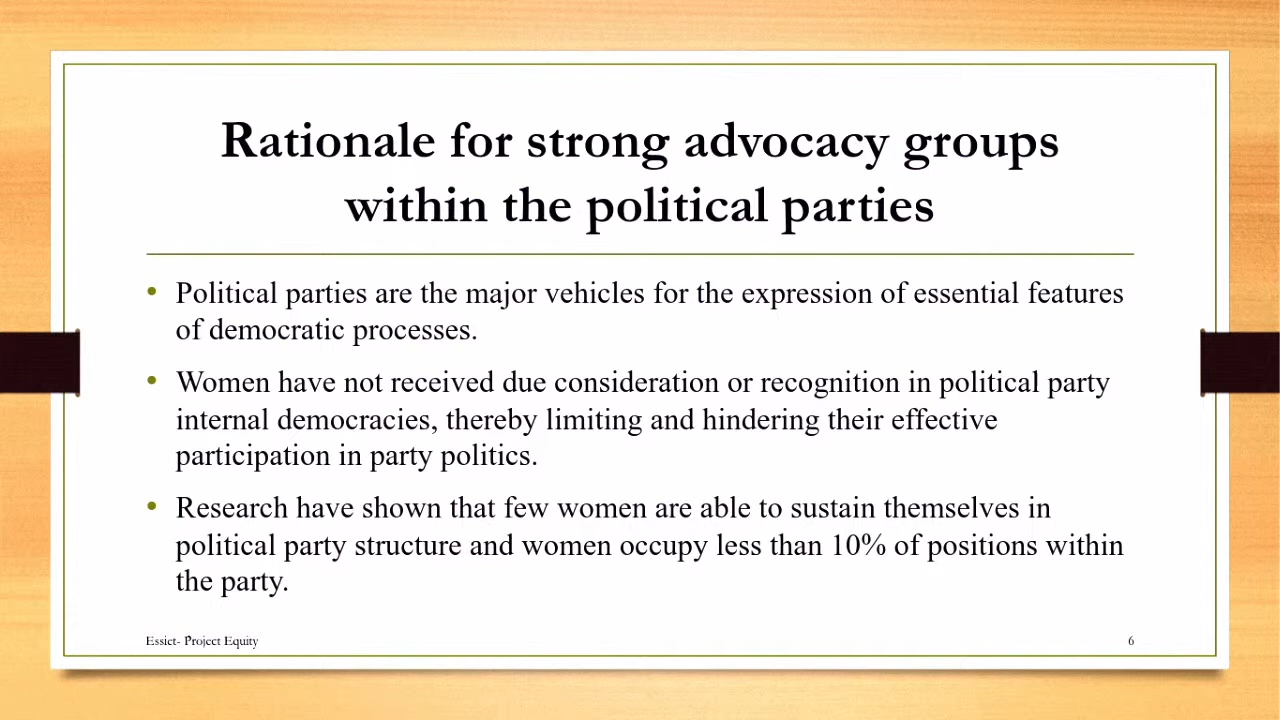 Rationale for strong advocacy groups
within the political parties
• Political parties are the major vehicles for the expression of essential features
of democratic processes.
• Women have not received due consideration or recognition in political party
internal democracies, thereby limiting and hindering their effective
participation in party politics.
• Research have shown that few women are able to sustain themselves in
political party structure and women occupy less than 10% of positions within
the party.
Essiet- Project Equity
6